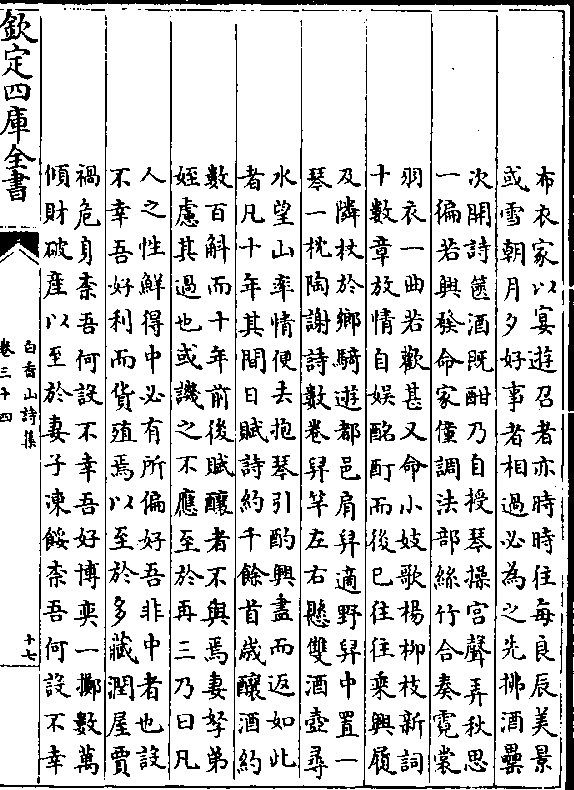 布衣家以宴遊召者亦時時住每良辰美景
或雪朝月夕好事者相過必為之先拂酒罍
次開詩篋酒既酣乃自授琴操宮聲弄秋思
一徧若興發命家僮調法部絲竹合奏霓裳
羽衣一曲若歡甚又命小妓歌楊柳枝新詞
十數章放情自娛酩酊而後已往往乗興履
及隣杖於鄉騎遊都邑肩舁適野舁中置一
琴一枕陶謝詩數卷舁竿左右懸雙酒壺尋
水望山率情便去抱琴引酌興盡而返如此
者凡十年其間日賦詩約千餘首歳釀酒約
數百斛而十年前後賦釀者不與焉妻孥弟
姪慮其過也或譏之不應至於再三乃曰凡
人之性鮮得中必有所偏好吾非中者也設
不幸吾好利而貨殖焉以至於多藏潤屋賈
禍危身柰吾何設不幸吾好博奕一擲數萬
傾財破産以至於妻子凍餒柰吾何設不幸
欽定四庫全書
白香山詩集
卷三十四
十七